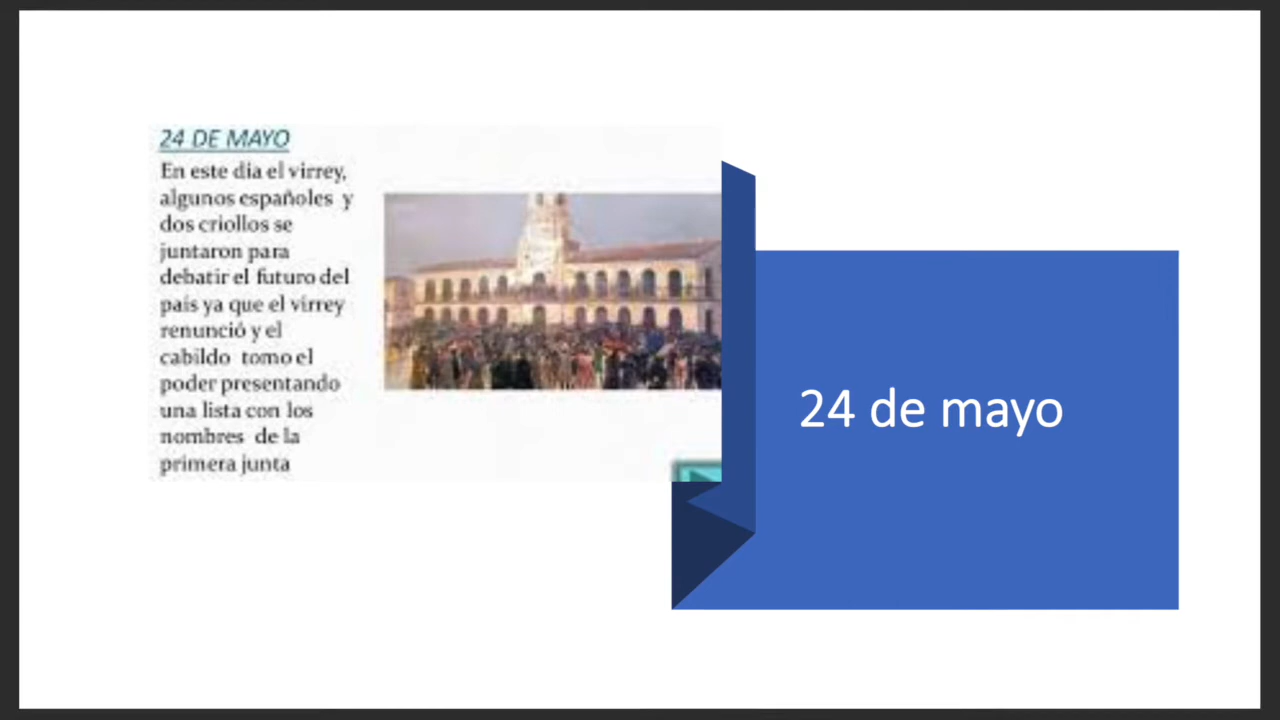 24 DE MAYO
En este dia el virrey,
algunos españoles y
dos criollos se
juntaron para
debatir el futuro del
país ya que el virrey
renunció y el
cabildo tomo el
poder presentando
una lista con los
nombres de la
primera junta
24 de mayo